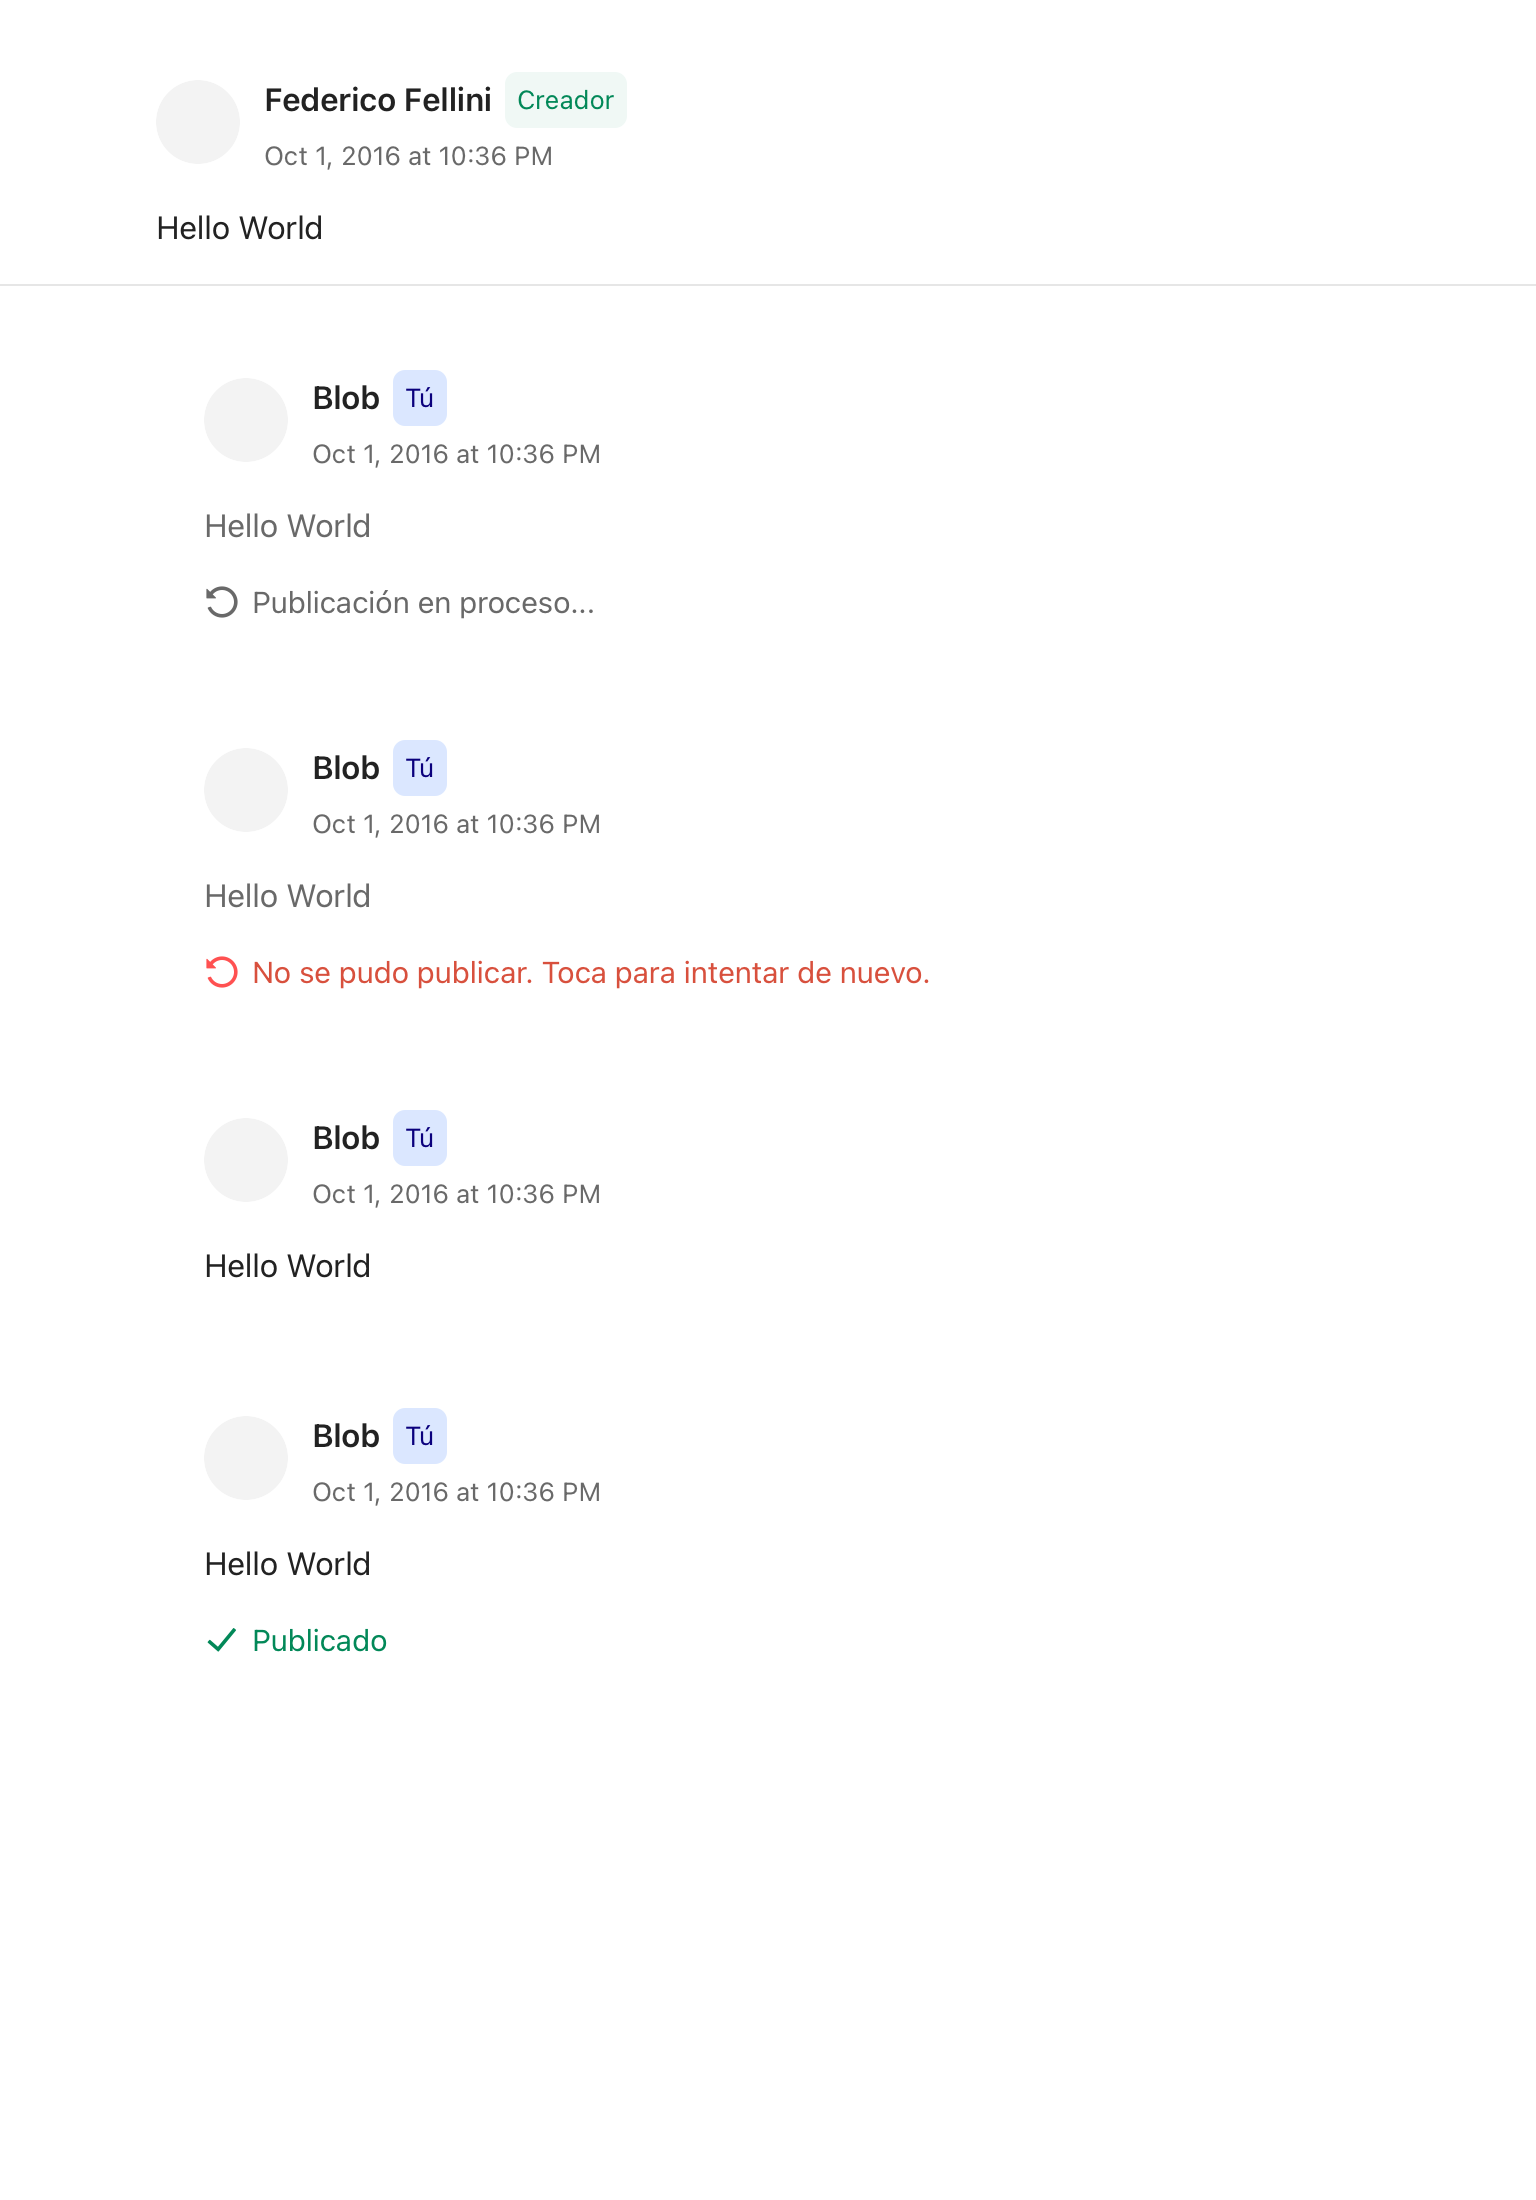 Federico Fellini Creador
Oct 1, 2016 at 10:36 PM
Hello World
Blob Tú
Oct 1, 2016 at 10:36 PM
Hello World
Publicación en proceso...
Blob Tú
Oct 1, 2016 at 10:36 PM
Hello World
No se pudo publicar. Toca para intentar de nuevo.
Blob Tú
Oct 1, 2016 at 10:36 PM
Hello World
Blob Tú
Oct 1, 2016 at 10:36 PM
Hello World
Publicado